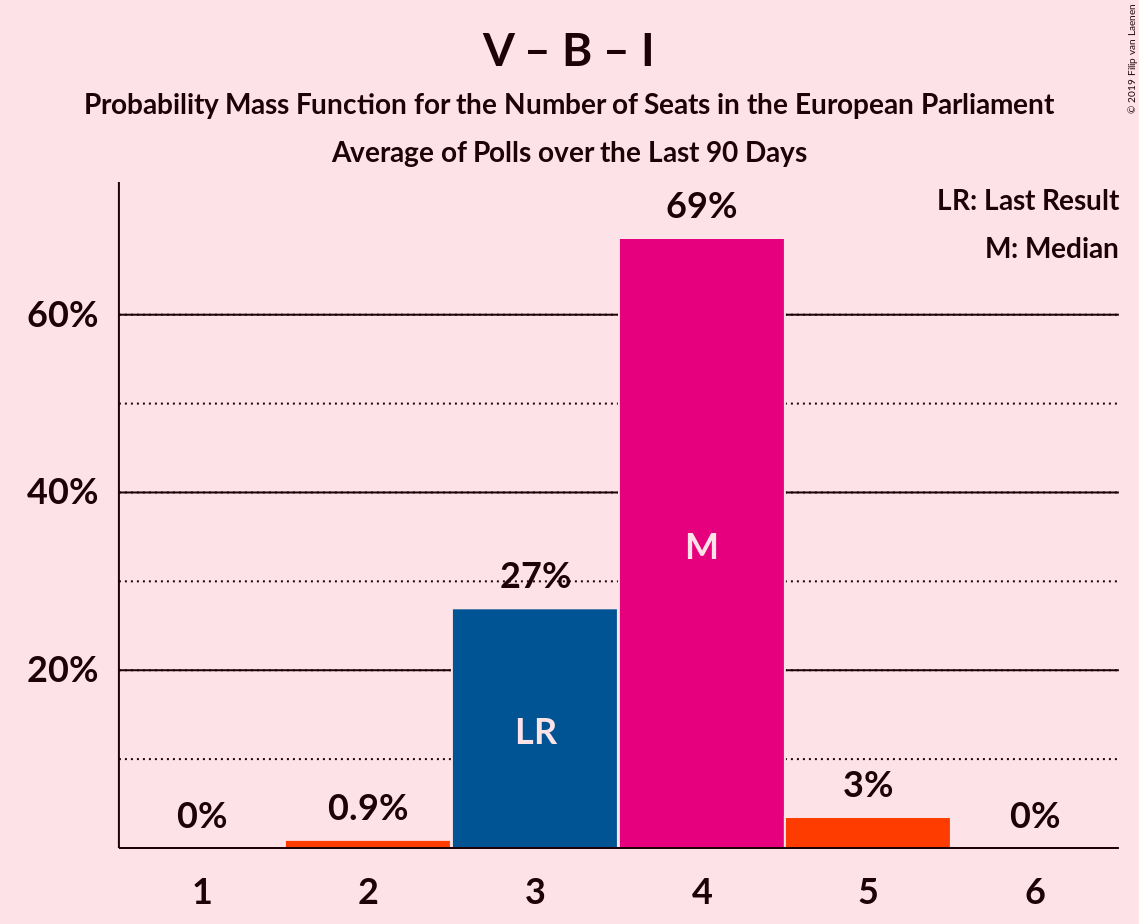 V – B – I
Probability Mass Function for the Number of Seats in the European Parliament
Average of Polls over the Last 90 Days
© 2019 Filip van Laenen
LR: Last Result
M: Median
69%
60%
40%
M
27%
20%
LR
3%
0.9%
0%
0%
1 2 3 4 5 6